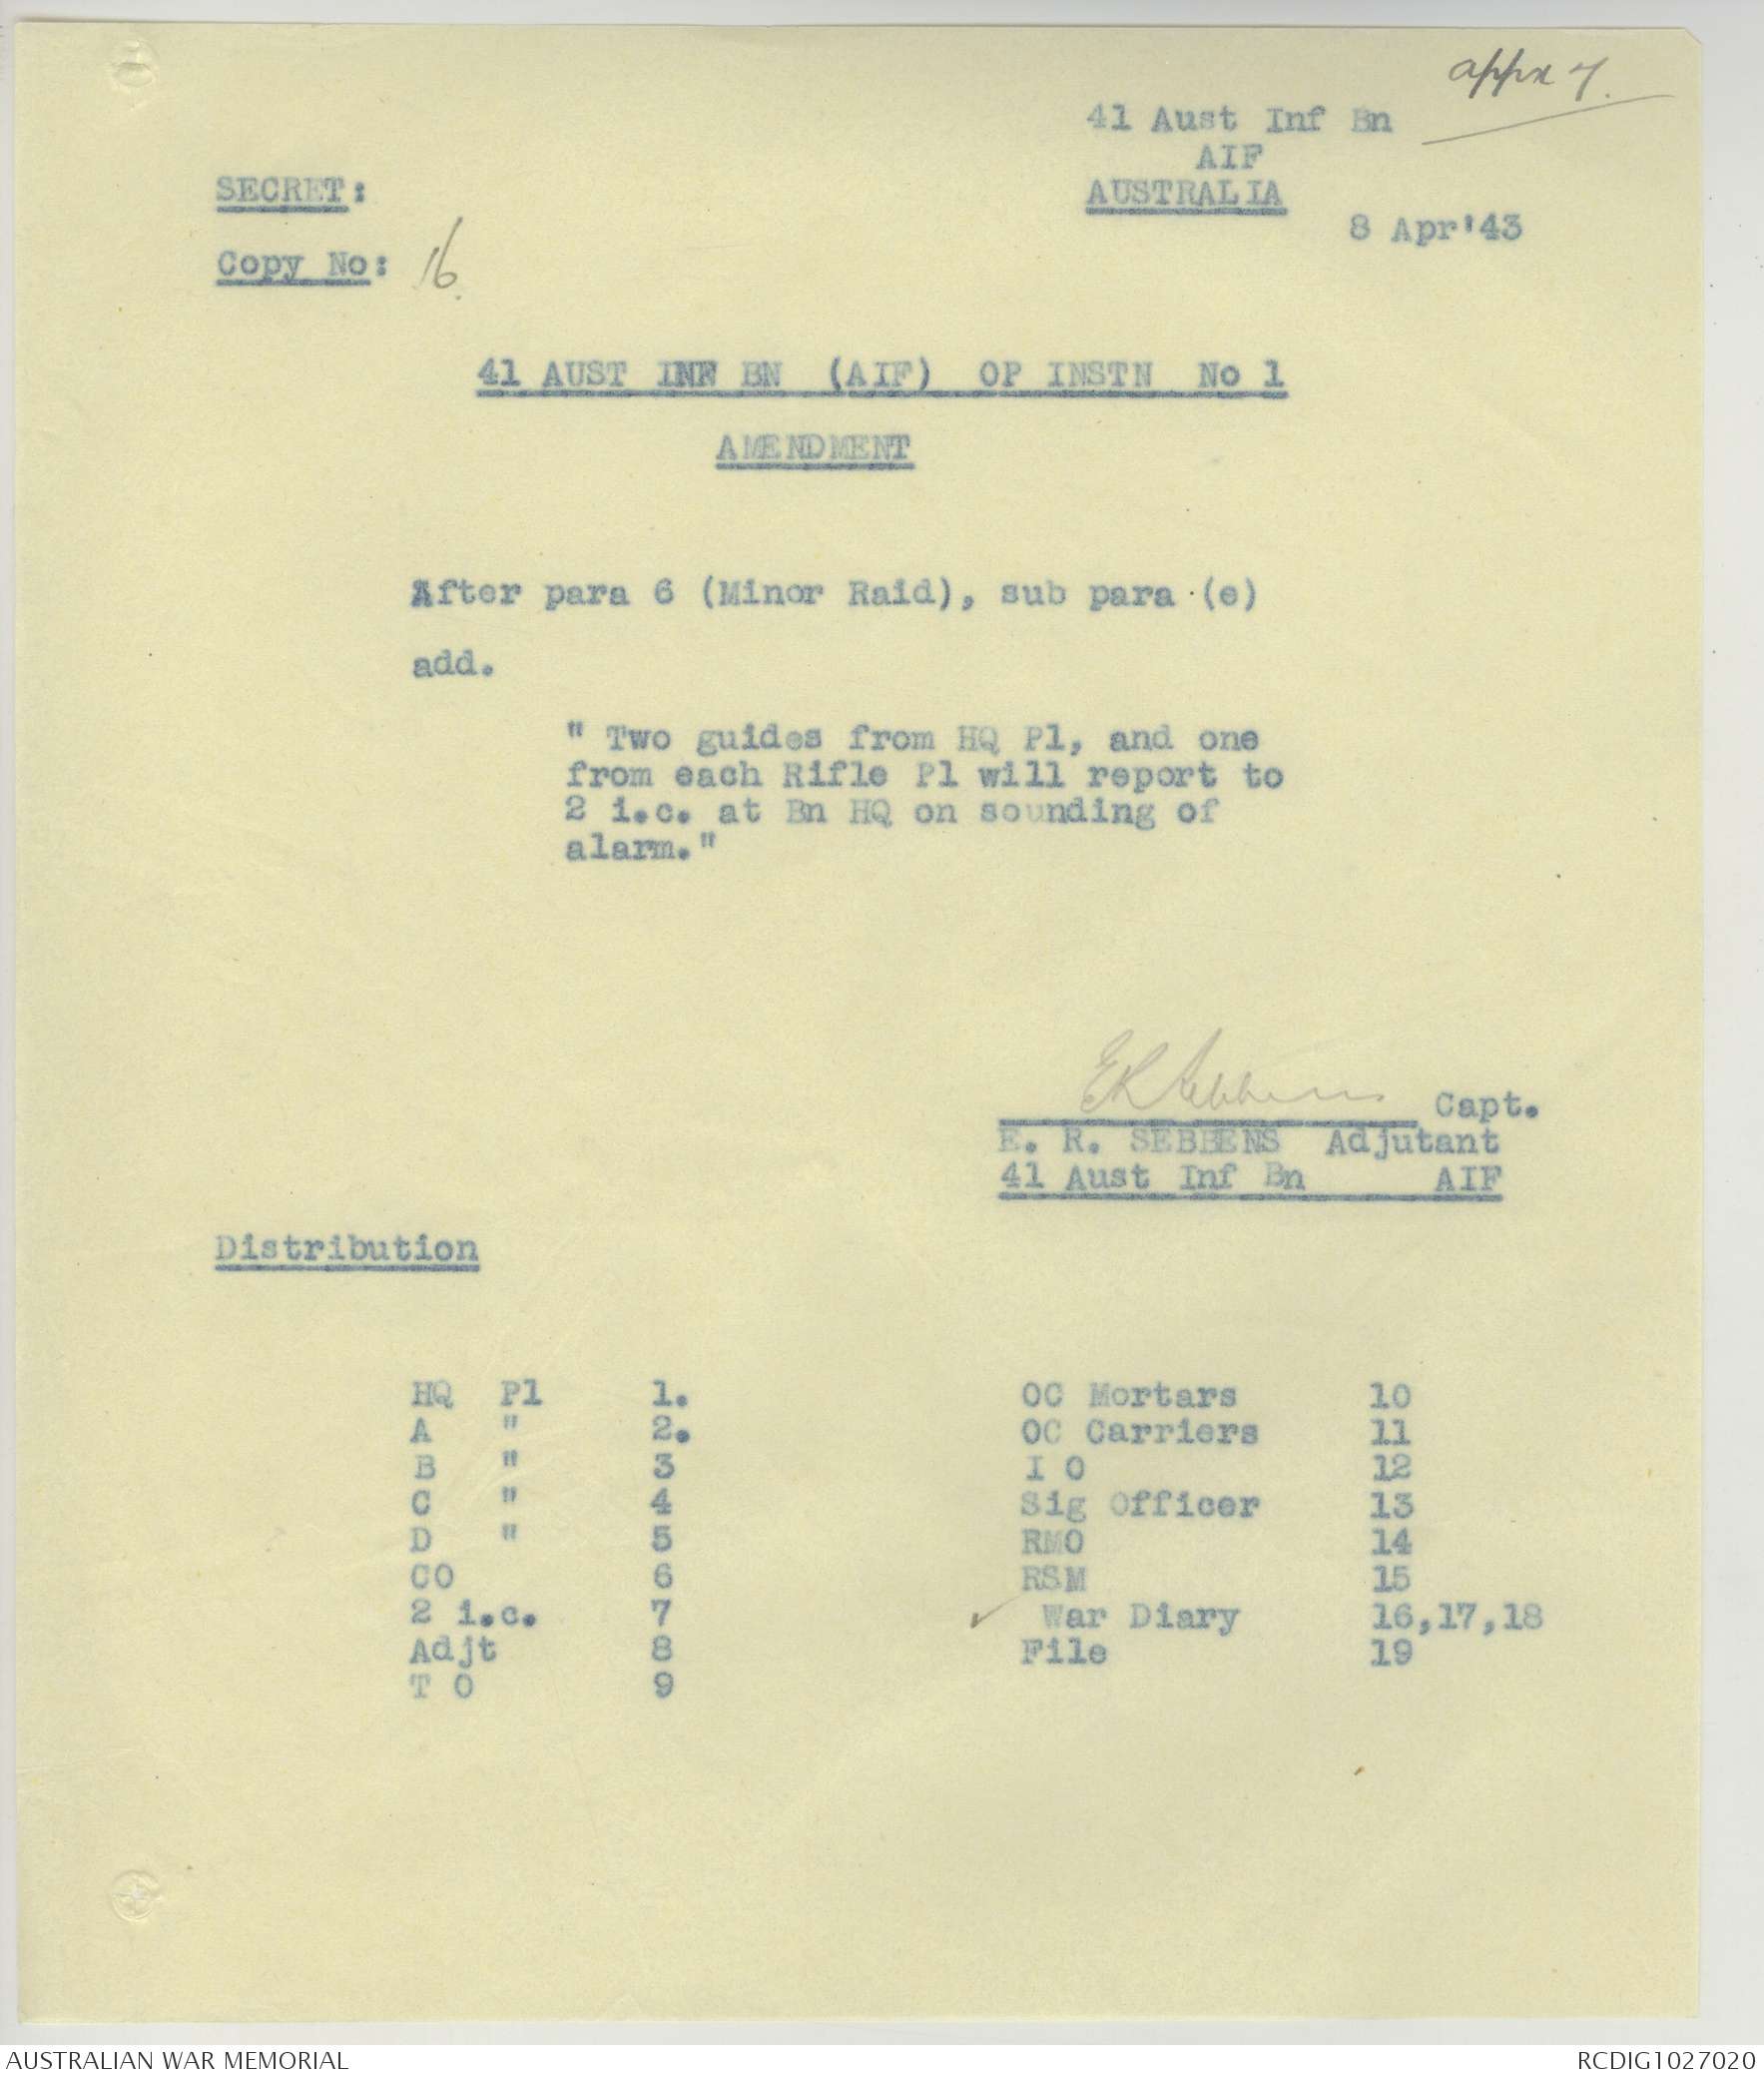 appx 7.
41 Aust Inf Bn
AIF
AUSTRALIA
8 Apr'43
SECRET:
Copy No: 16.
41 AUST INF BN (AIF) OP INSTN No 1
AMENDMENT
After para 6 (Minor Raid), sub para (e)
add.
" Two guides from HQ Pl, and one
from each Rifle Pl will report to
2 i.c. at Bn HQ on sounding of
alarm."
ER Sebbens Capt.
E. R. SEBBENS Adjutant
41 Aust Inf Bn AIF
Distribution
HQ Pl 1.
A " 2.
B " 3
C " 4
D " 5
CO 6
2 i.c. 7
Adjt 8
T O 9
OC Mortars 10
OC Carriers 11
I O 12
Sig Officer 13
RMO 14
RSM 15
✓ War Diary 16,17,18
File 19
AUSTRALIAN WAR MEMORIAL
RCDIG1027020